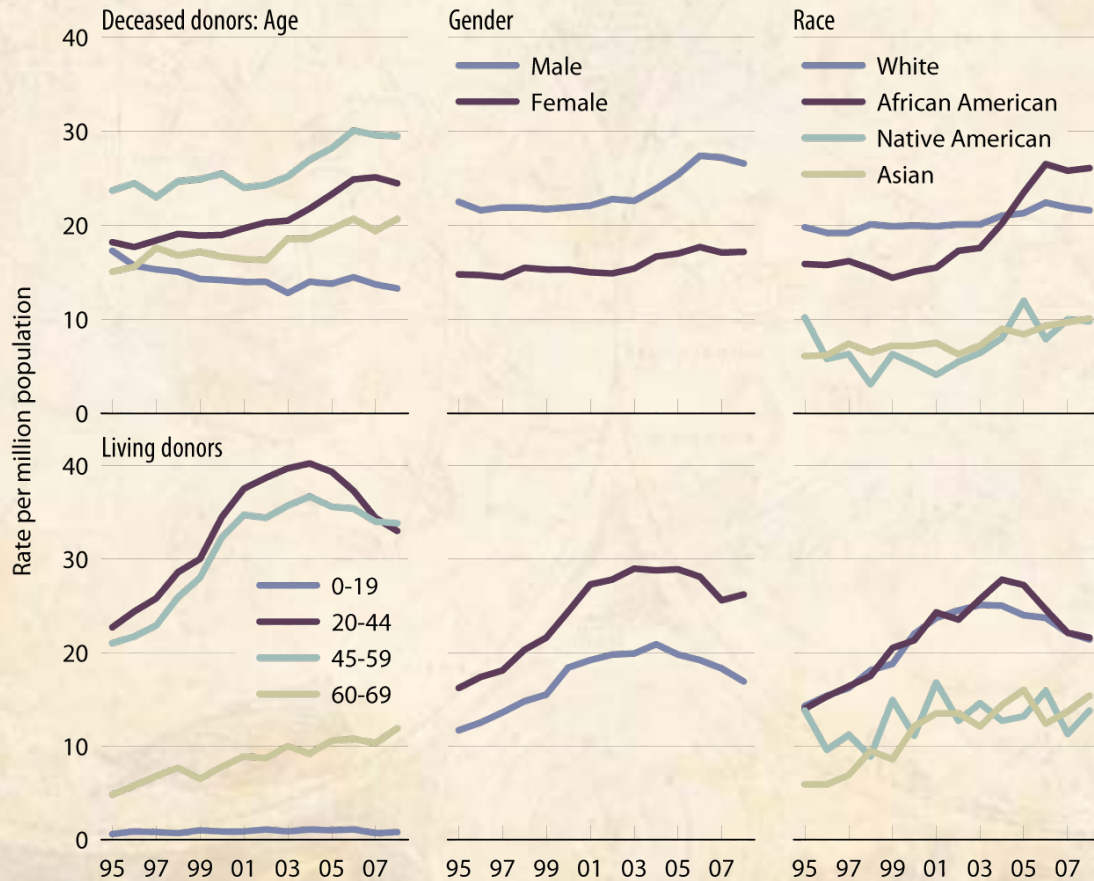 Deceased donors: Age
Gender
Race
40
30
20
10
0
Male
Female
White
African American
Native American
Asian
Rate per million population
Living donors
40
30
20
10
0
0-19
20-44
45-59
60-69
95 97 99 01 03 05 07
95 97 99 01 03 05 07
95 97 99 01 03 05 07